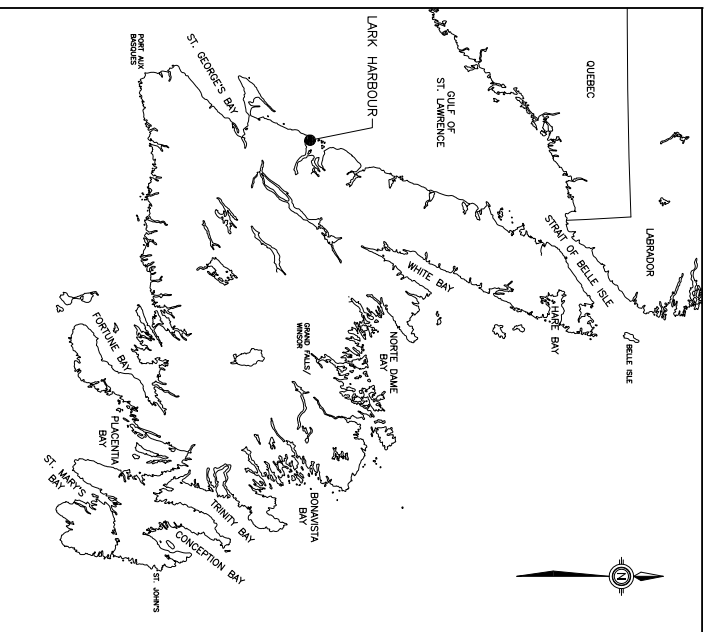 QUEBEC
LABRADOR
GULF OF
ST. LAWRENCE
STRAIT OF BELLE ISLE
BELLE ISLE
LARK HARBOUR
HARE BAY
WHITE BAY
ST. GEORGE'S BAY
NORTE DAME
BAY
GRAND FALLS/
WINSOR
PORT AUX
BASQUES
BONAVISTA
BAY
TRINITY BAY
CONCEPTION BAY
FORTUNE BAY
PLACENTIA
BAY
ST. MARY'S
BAY
ST. JOHN'S
N